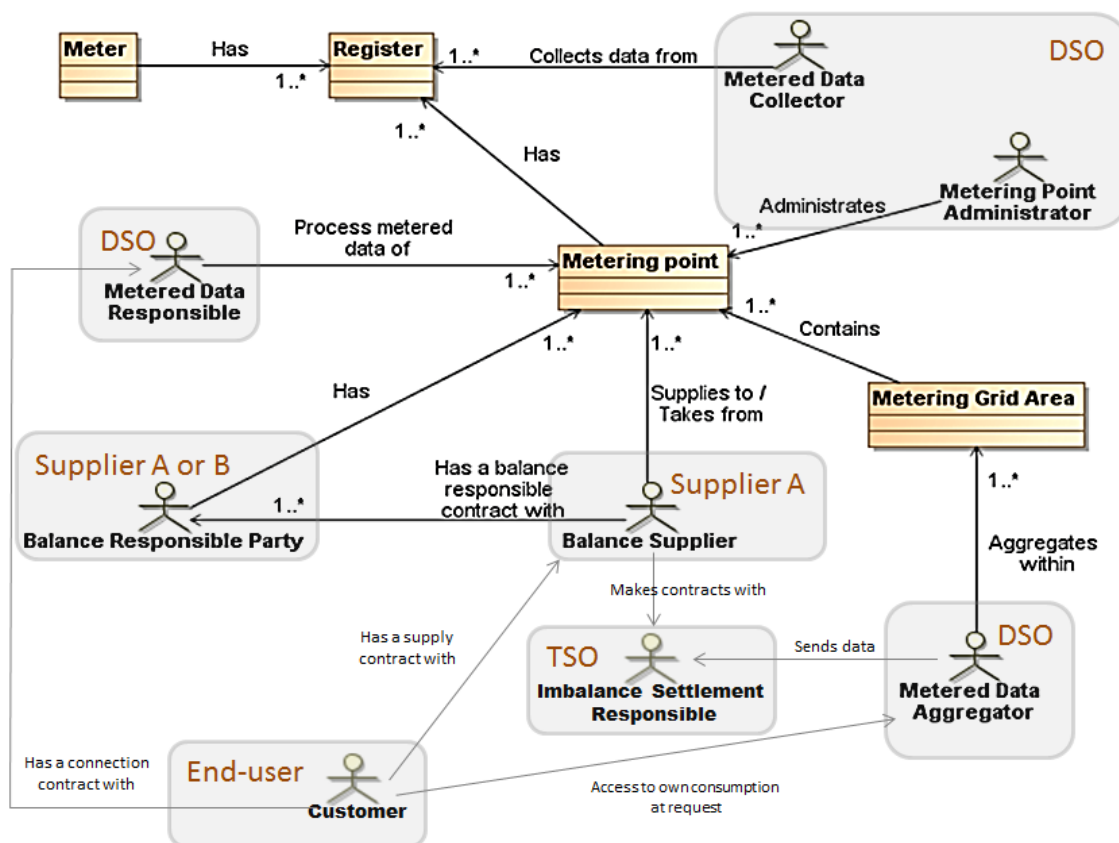 Meter
Has
1..*
Register
1..*
Collects data from
DSO
Metered Data
Collector
1..*
Has
Metering Point
Administrator
Administrates
1..*
DSO
Metered Data
Responsible
Process metered
data of
1..*
Metering point
1..*
1..*
1..*
Contains
Has
Supplies to /
Takes from
Metering Grid Area
1..*
Supplier A or B
Balance Responsible Party
1..*
Has a balance
responsible
contract with
Supplier A
Balance Supplier
Aggregates
within
Makes contracts with
Has a supply
contract with
TSO
Imbalance Settlement
Responsible
Sends data
DSO
Metered Data
Aggregator
Has a connection
contract with
End-user
Customer
Access to own consumption
at request